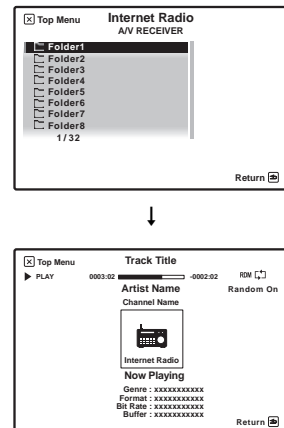 Top Menu
Internet Radio
A/V RECEIVER
Folder1
Folder2
Folder3
Folder4
Folder5
Folder6
Folder7
Folder8
1 / 32
Return
Top Menu
Track Title
PLAY
0003:02
-0002:02
RDM
Artist Name
Random On
Channel Name
Internet Radio
Now Playing
Genre : xxxxxxxxxxx
Format : xxxxxxxxxxx
Bit Rate : xxxxxxxxxxx
Buffer : xxxxxxxxxxx
Return